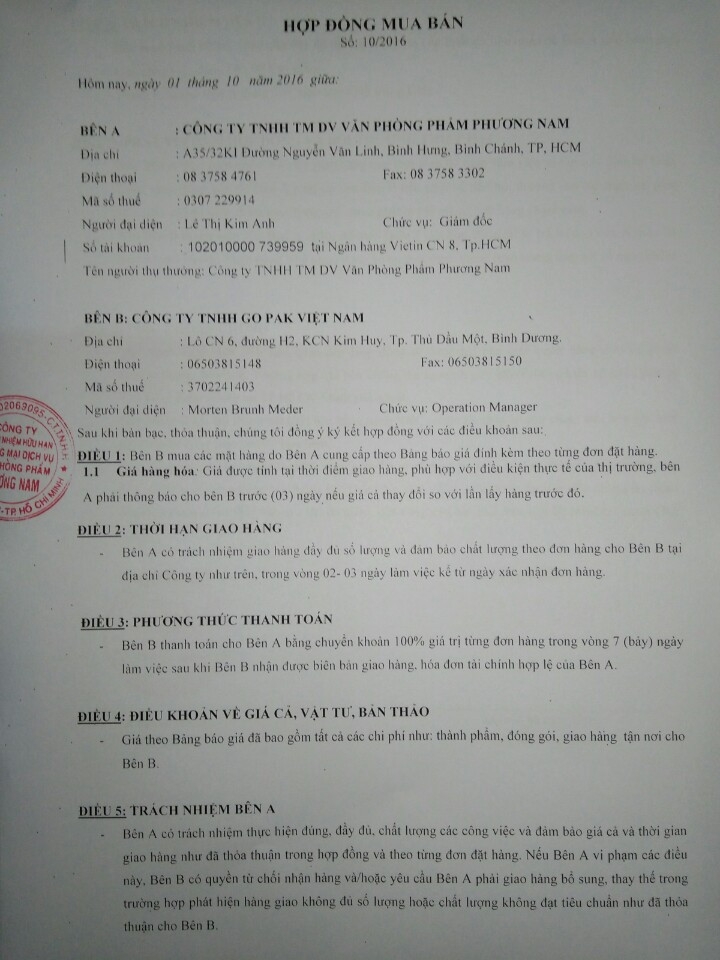 HỢP ĐỒNG MUA BÁN
Số: 10/2016
Hôm nay, ngày 01 tháng 10 năm 2016 giữa:
BÊN A : CÔNG TY TNHH TM DV VĂN PHÒNG PHẨM PHƯƠNG NAM
Địa chỉ : A35/32K1 Đường Nguyễn Văn Linh, Bình Hưng, Bình Chánh, TP, HCM
Điện thoại : 08 3758 4761 Fax: 08 3758 3302
Mã số thuế : 0307 229914
Người đại diện : Lê Thị Kim Anh Chức vụ: Giám đốc
Số tài khoản : 102010000 739959 tại Ngân hàng Vietin CN 8, Tp.HCM
Tên người thụ thưởng: Công ty TNHH TM DV Văn Phòng Phẩm Phương Nam
BÊN B: CÔNG TY TNHH GO PAK VIỆT NAM
Địa chỉ : Lô CN 6, đường H2, KCN Kim Huy, Tp. Thủ Dầu Một, Bình Dương.
Điện thoại : 06503815148 Fax: 06503815150
Mã số thuế : 3702241403
Người đại diện : Morten Brunh Meder Chức vụ: Operation Manager
Sau khi bàn bạc, thỏa thuận, chúng tôi đồng ý ký kết hợp đồng với các điều khoản sau:
ĐIỀU 1: Bên B mua các mặt hàng do Bên A cung cấp theo Bảng báo giá đính kèm theo từng đơn đặt hàng.
1.1 Giá hàng hóa: Giá được tính tại thời điểm giao hàng, phù hợp với điều kiện thực tế của thị trường, bên
A phải thông báo cho bên B trước (03) ngày nếu giá cả thay đổi so với lần lấy hàng trước đó.
ĐIỀU 2: THỜI HẠN GIAO HÀNG
- Bên A có trách nhiệm giao hàng đầy đủ số lượng và đảm bảo chất lượng theo đơn hàng cho Bên B tại
địa chỉ Công ty như trên, trong vòng 02- 03 ngày làm việc kể từ ngày xác nhận đơn hàng.
ĐIỀU 3: PHƯƠNG THỨC THANH TOÁN
- Bên B thanh toán cho Bên A bằng chuyển khoản 100% giá trị từng đơn hàng trong vòng 7 (bảy) ngày
làm việc sau khi Bên B nhận được biên bản giao hàng, hóa đơn tài chính hợp lệ của Bên A.
ĐIỀU 4: ĐIỀU KHOẢN VỀ GIÁ CẢ, VẬT TƯ, BẢN THẢO
- Giá theo Bảng báo giá đã bao gồm tất cả các chi phí như: thành phẩm, đóng gói, giao hàng tận nơi cho
Bên B.
ĐIỀU 5: TRÁCH NHIỆM BÊN A
- Bên A có trách nhiệm thực hiện đúng, đầy đủ, chất lượng các công việc và đảm bảo giá cả và thời gian
giao hàng như đã thỏa thuận trong hợp đồng và theo từng đơn đặt hàng. Nếu Bên A vi phạm các điều
này, Bên B có quyền từ chối nhận hàng và/hoặc yêu cầu Bên A phải giao hàng bổ sung, thay thế trong
trường hợp phát hiện hàng giao không đủ số lượng hoặc chất lượng không đạt tiêu chuẩn như đã thỏa
thuận cho Bên B.
02069095-C.T.T.N.H.H
CÔNG TY
NHIỆM HỮU HẠN
MẠI DỊCH VỤ
PHÒNG PHẨM
NAM
TP. HỒ CHÍ MINH